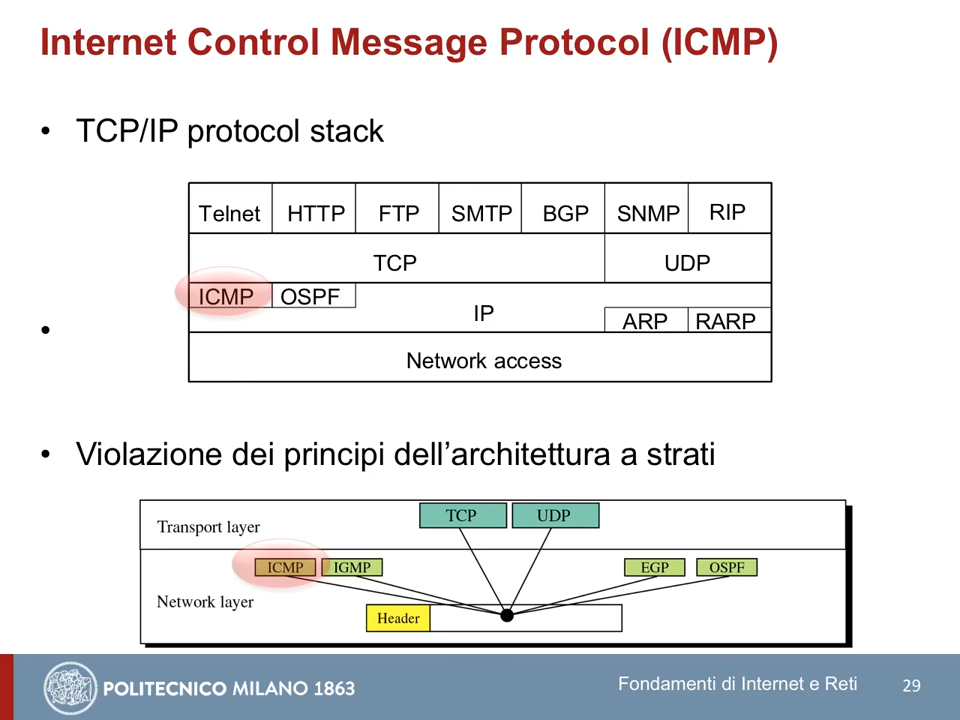 Internet Control Message Protocol (ICMP)
• TCP/IP protocol stack
Telnet HTTP FTP SMTP BGP SNMP RIP
TCP UDP
ICMP OSPF
IP
ARP RARP
•
Network access
• Violazione dei principi dell’architettura a strati
TCP UDP
Transport layer
ICMP IGMP EGP OSPF
Network layer
Header
POLITECNICO MILANO 1863
Fondamenti di Internet e Reti
29